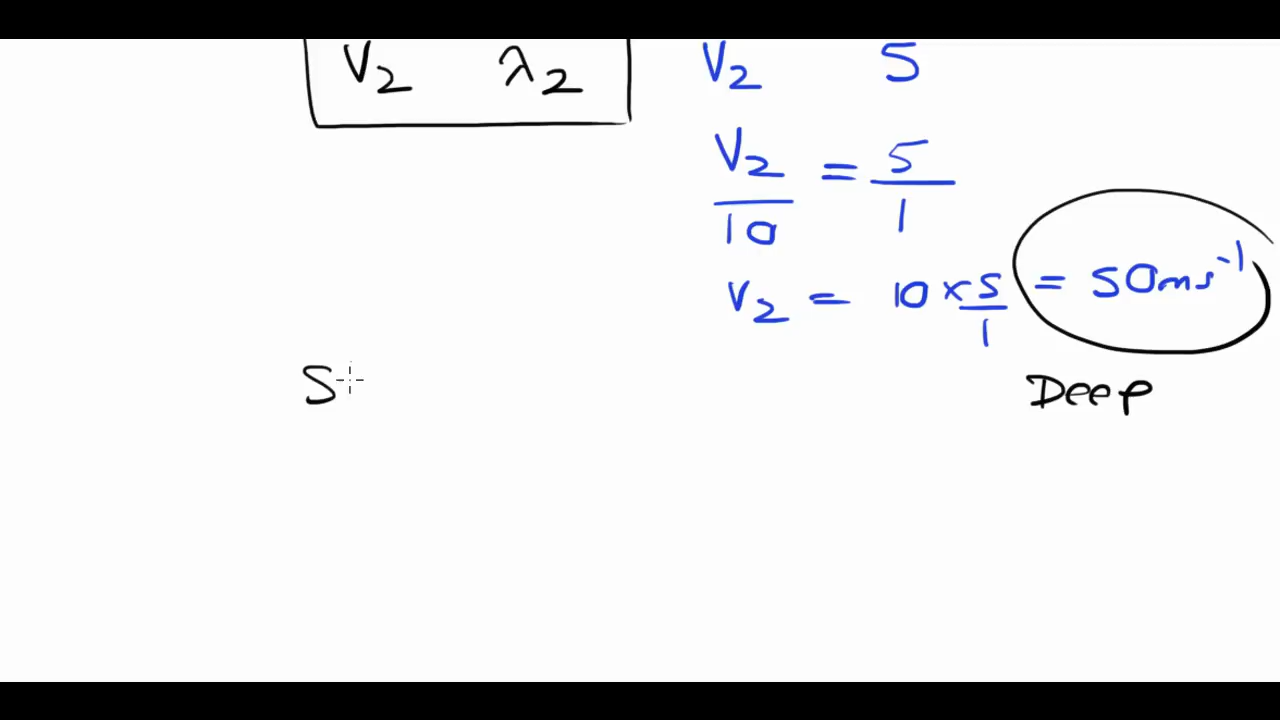 V2 λ2
V2 5
V2/10 = 5/1
V2 = 10 × 5/1 = 50ms⁻¹
Deep
S